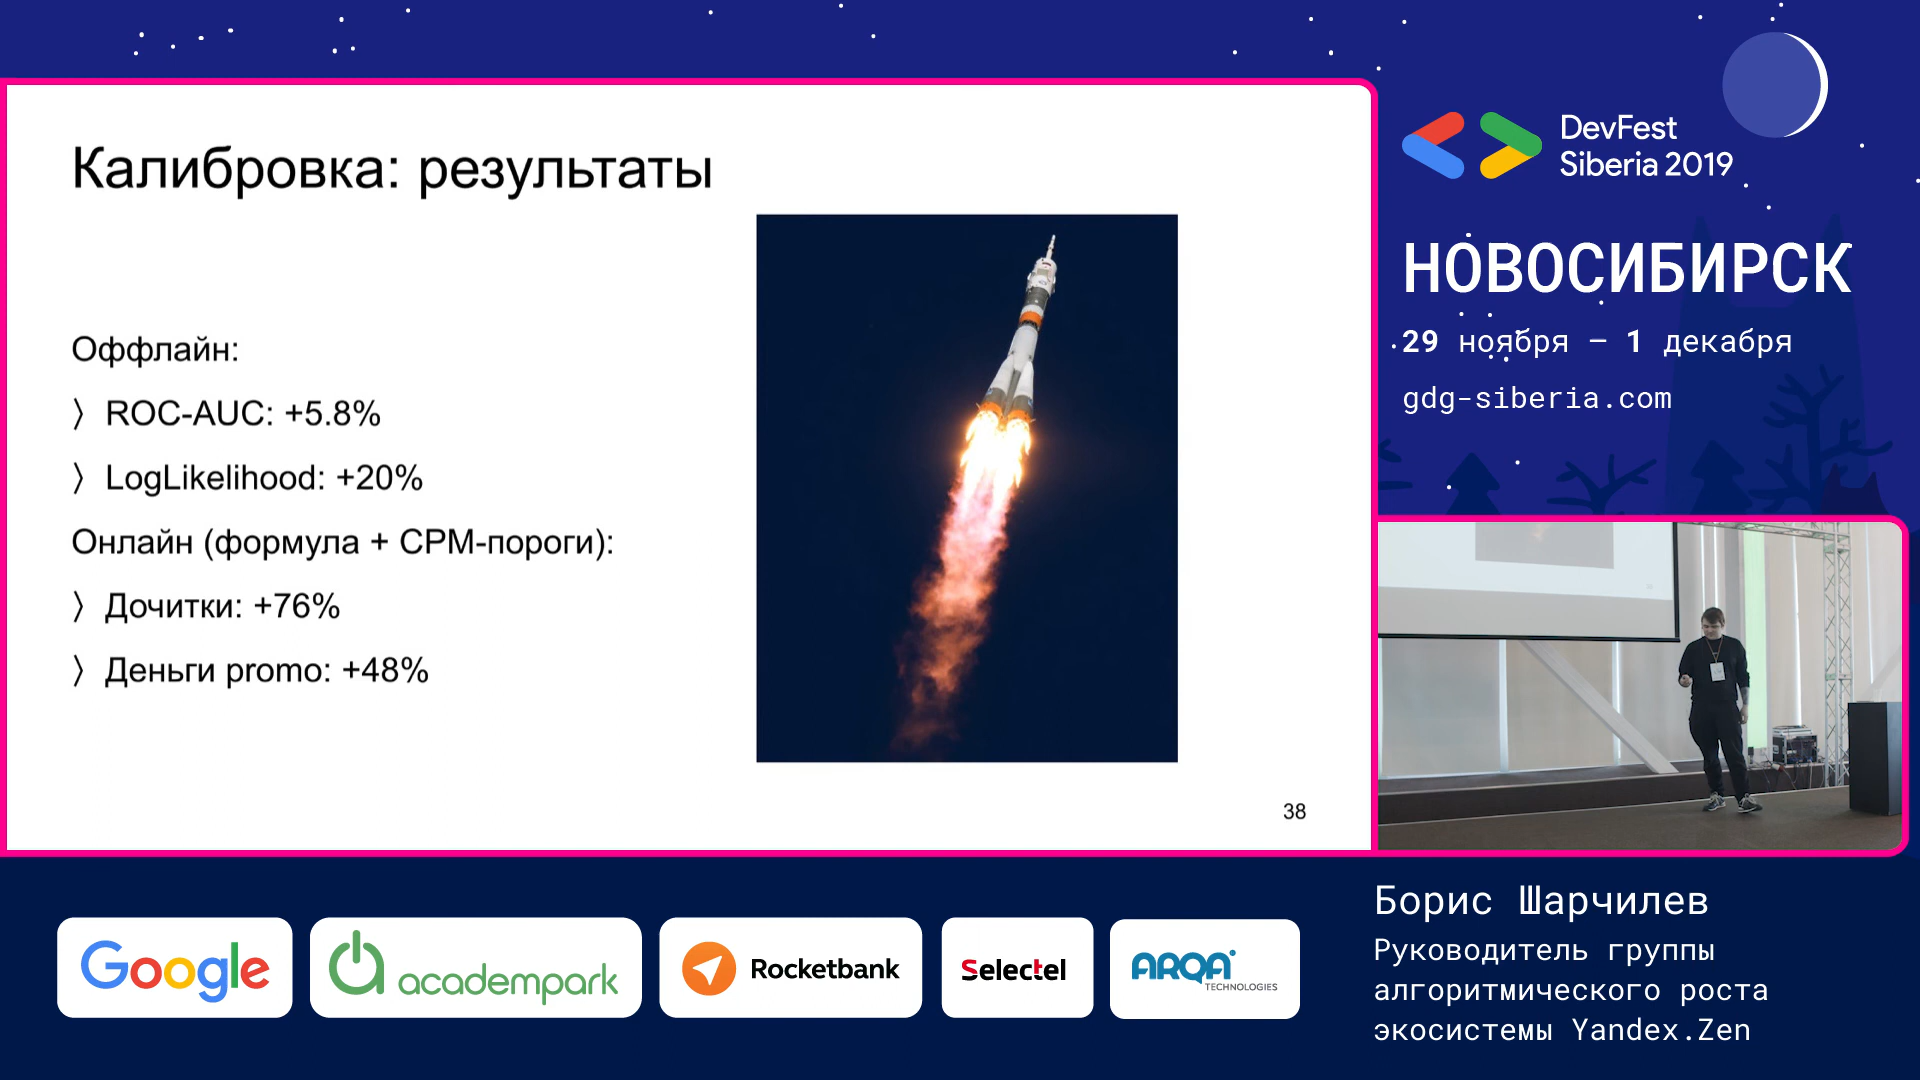 Калибровка: результаты
Оффлайн:
〉 ROC-AUC: +5.8%
〉 LogLikelihood: +20%
Онлайн (формула + CPM-пороги):
〉 Дочитки: +76%
〉 Деньги promo: +48%
38
DevFest
Siberia 2019
НОВОСИБИРСК
29 ноября – 1 декабря
gdg-siberia.com
Google
academpark
Rocketbank
Selectel
ARQA
TECHNOLOGIES
Борис Шарчилев
Руководитель группы
алгоритмического роста
экосистемы Yandex.Zen